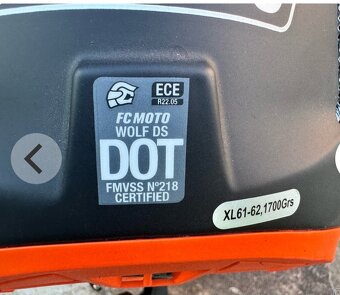 ECE
R22.05
FC MOTO
WOLF DS
DOT
FMVSS Nº218
CERTIFIED
XL61-62,1700Grs